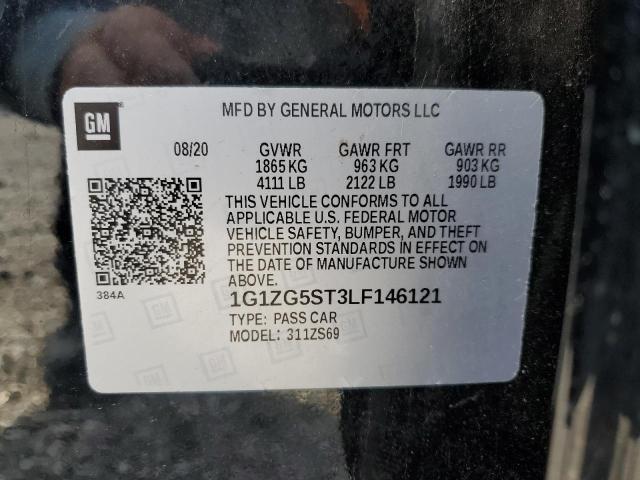 GM
MFD BY GENERAL MOTORS LLC
08/20 GVWR GAWR FRT GAWR RR
1865 KG 963 KG 903 KG
4111 LB 2122 LB 1990 LB
THIS VEHICLE CONFORMS TO ALL
APPLICABLE U.S. FEDERAL MOTOR
VEHICLE SAFETY, BUMPER, AND THEFT
PREVENTION STANDARDS IN EFFECT ON
THE DATE OF MANUFACTURE SHOWN
ABOVE.
384A
1G1ZG5ST3LF146121
TYPE: PASS CAR
MODEL: 311ZS69